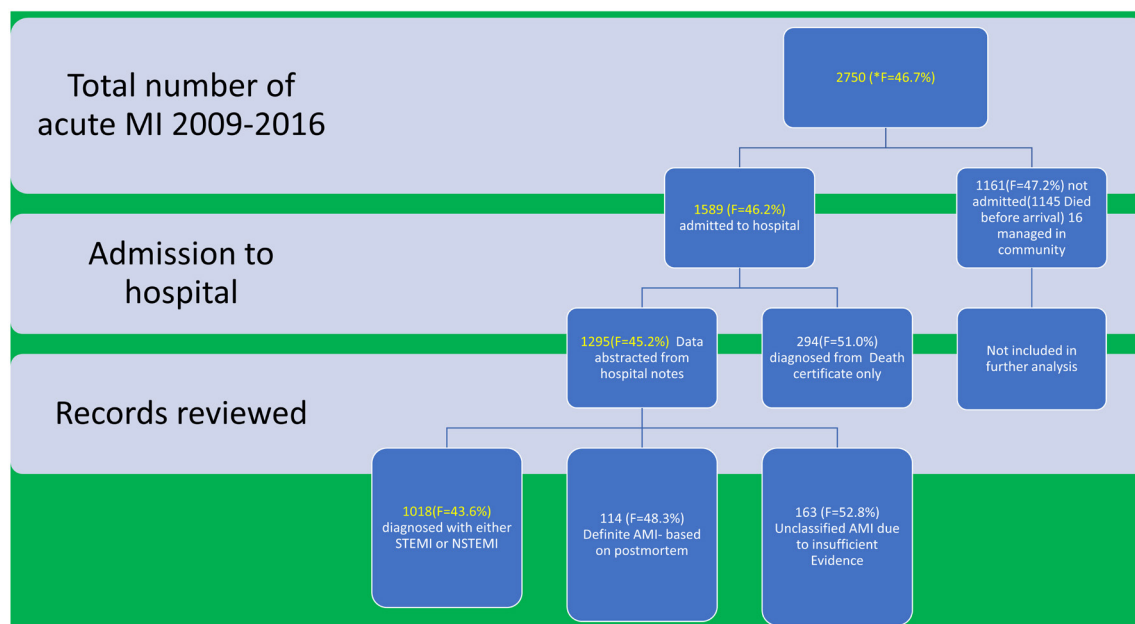 Total number of
acute MI 2009-2016
2750 (*F=46.7%)
Admission to
hospital
1589 (F=46.2%)
admitted to hospital
1161(F=47.2%) not
admitted(1145 Died
before arrival) 16
managed in
community
Records reviewed
1295(F=45.2%) Data
abstracted from
hospital notes
294(F=51.0%)
diagnosed from Death
certificate only
Not included in
further analysis
1018(F=43.6%)
diagnosed with either
STEMI or NSTEMI
114 (F=48.3%)
Definite AMI- based
on postmortem
163 (F=52.8%)
Unclassified AMI due
to insufficient
Evidence